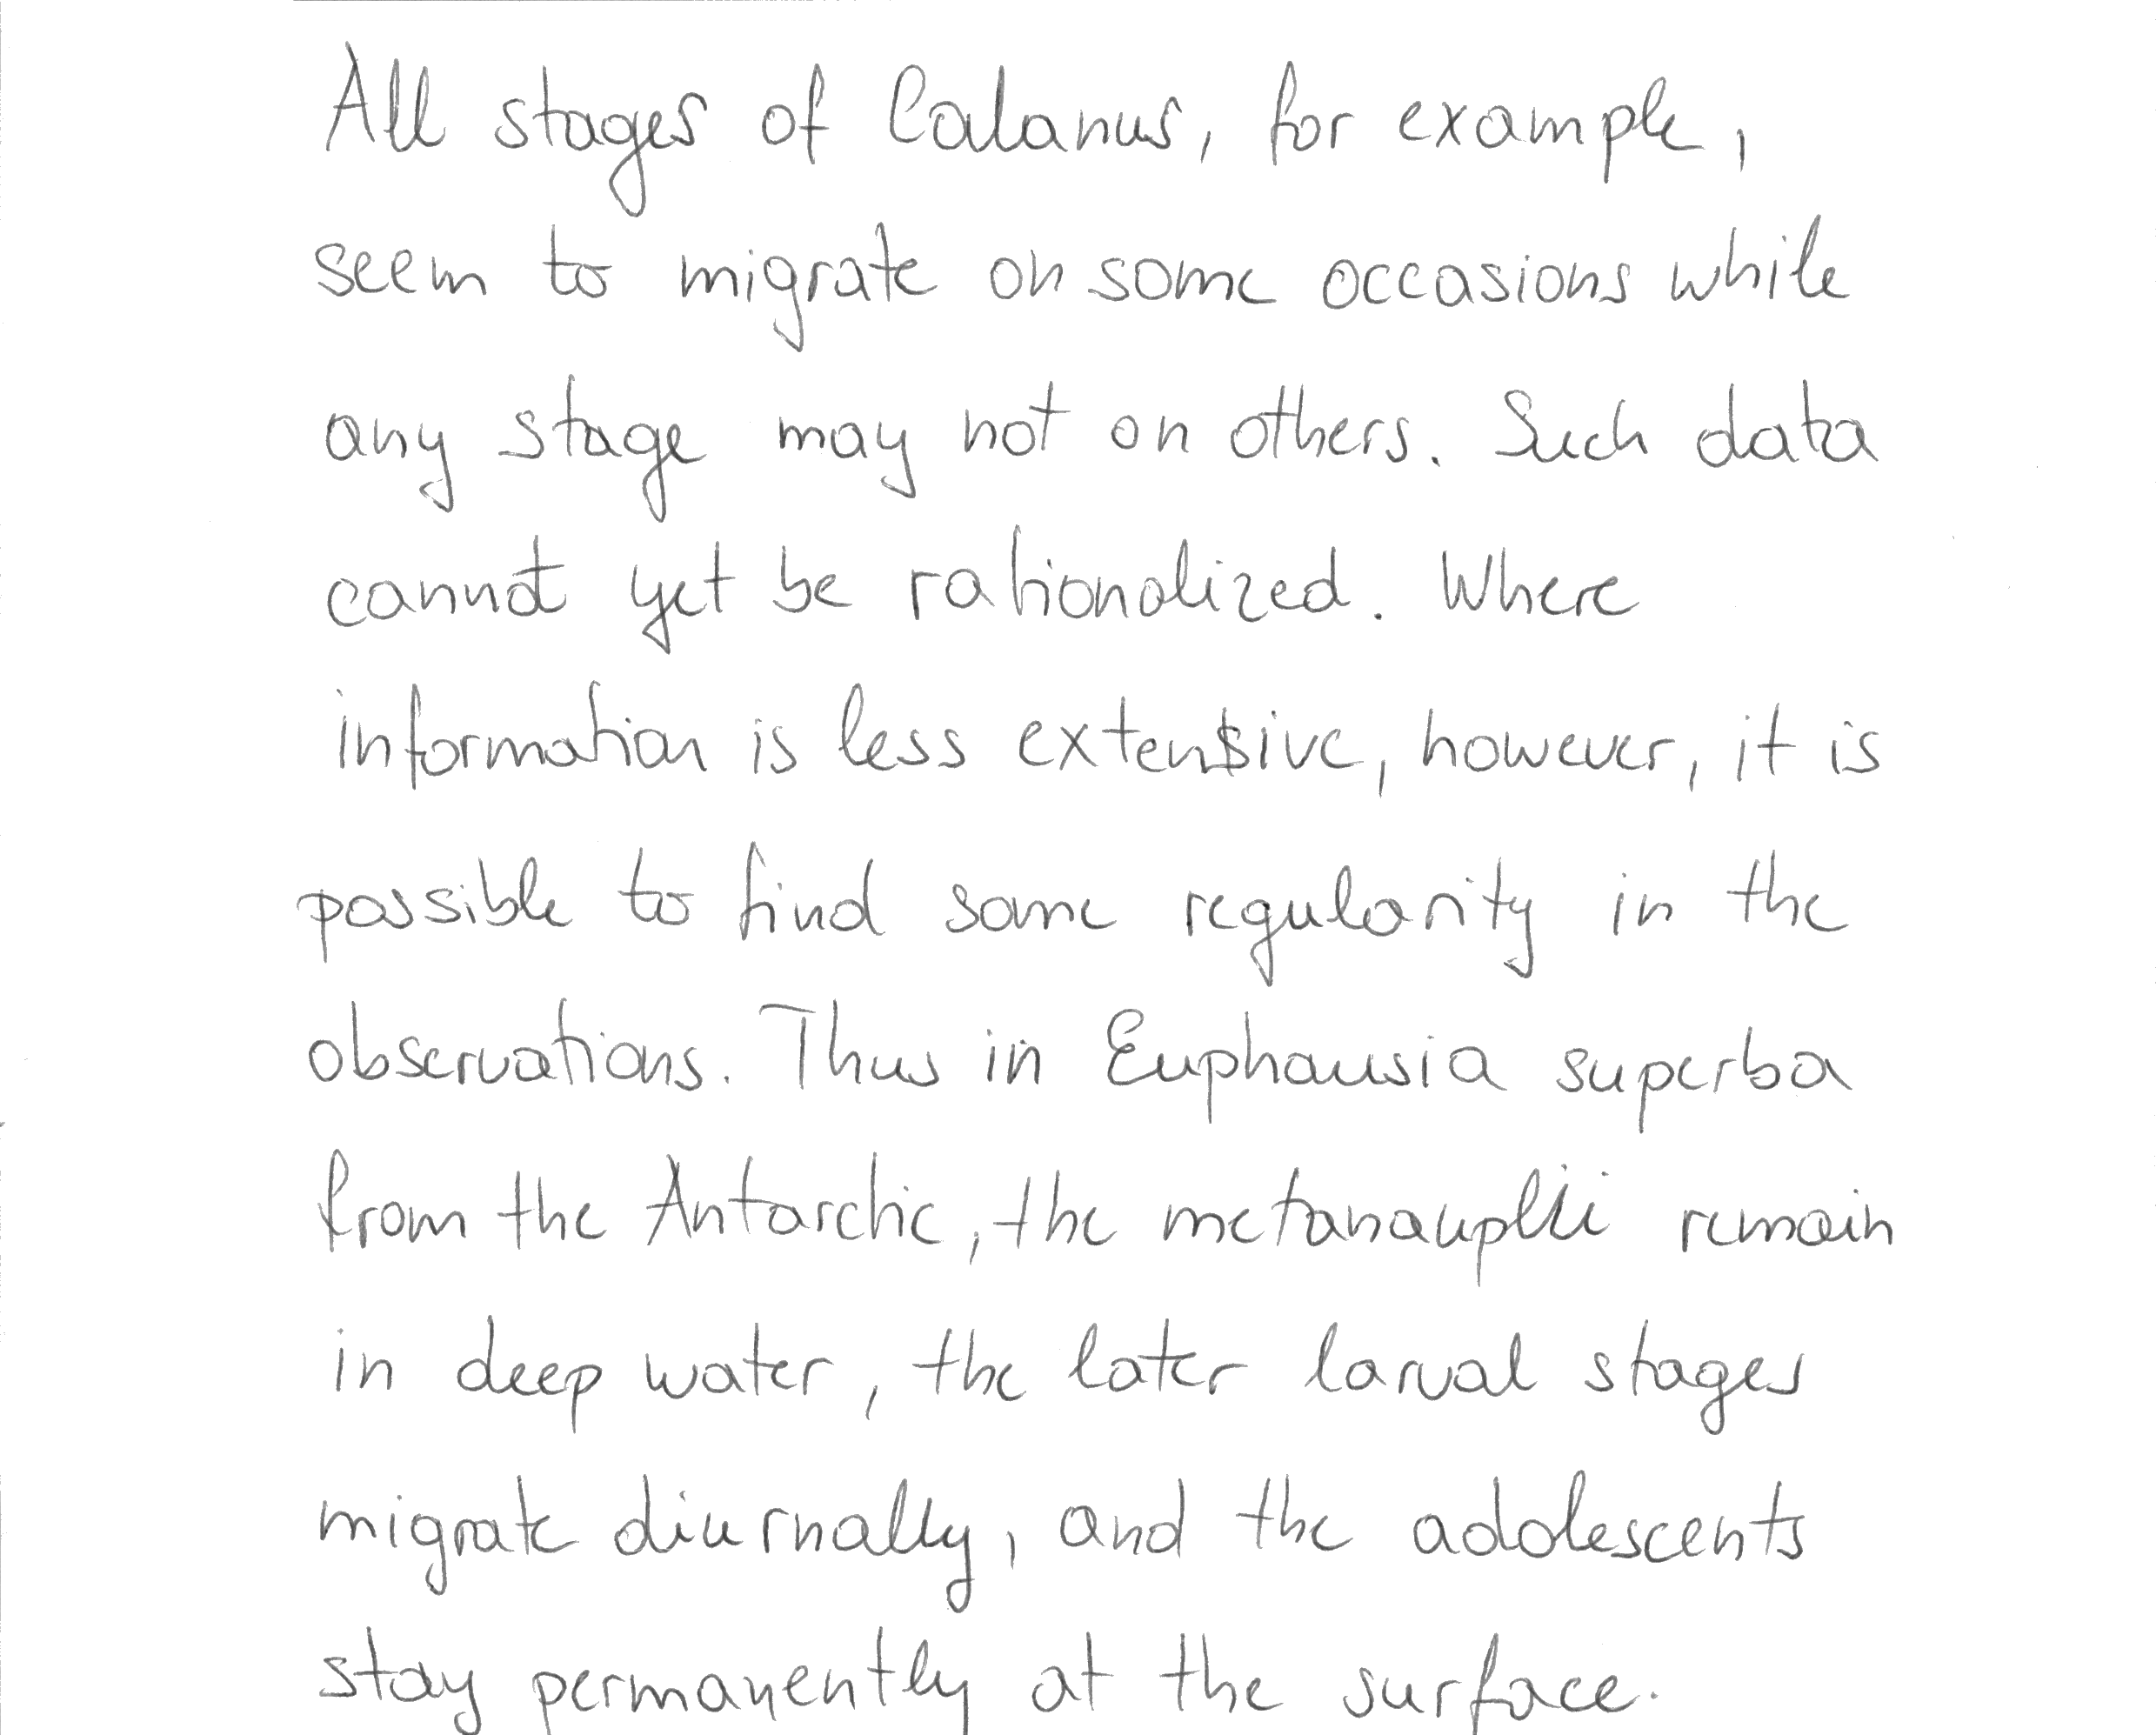 All stages of Calanus, for example,
seem to migrate on some occasions while
any stage may not on others. Such data
cannot yet be rationalized. Where
information is less extensive, however, it is
possible to find some regularity in the
observations. Thus in Euphausia superba
from the Antarctic, the metanauplii remain
in deep water, the later larval stages
migrate diurnally, and the adolescents
stay permanently at the surface.